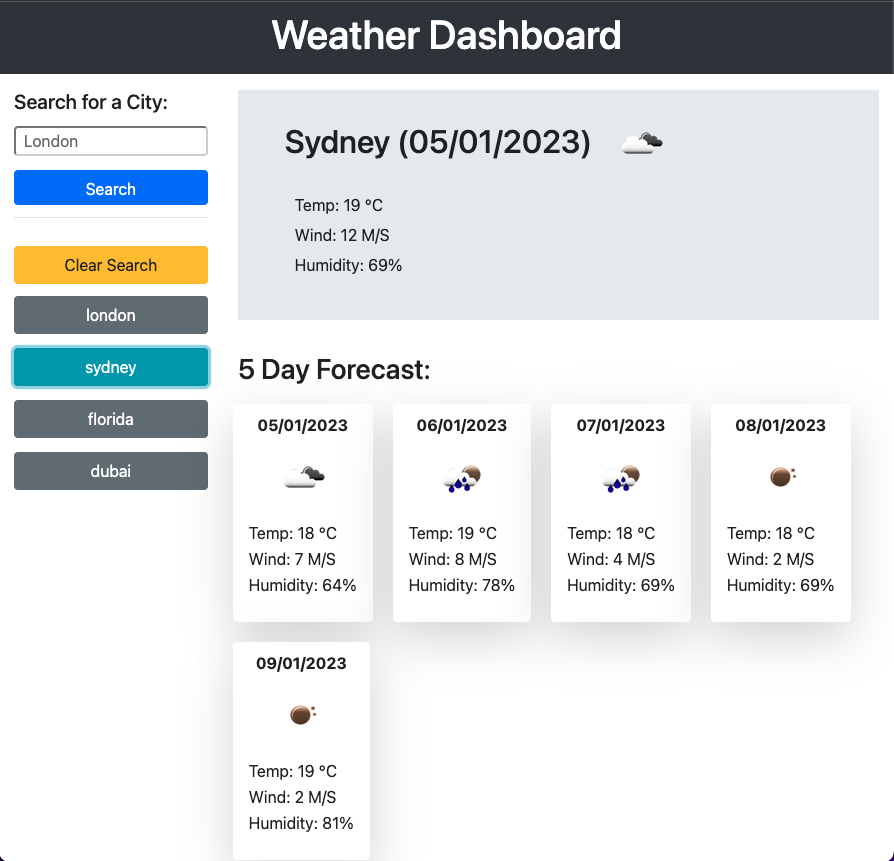 Weather Dashboard
Search for a City:
London
Search
Clear Search
london
sydney
florida
dubai
Sydney (05/01/2023)
Temp: 19 °C
Wind: 12 M/S
Humidity: 69%
5 Day Forecast:
05/01/2023
Temp: 18 °C
Wind: 7 M/S
Humidity: 64%
06/01/2023
Temp: 19 °C
Wind: 8 M/S
Humidity: 78%
07/01/2023
Temp: 18 °C
Wind: 4 M/S
Humidity: 69%
08/01/2023
Temp: 18 °C
Wind: 2 M/S
Humidity: 69%
09/01/2023
Temp: 19 °C
Wind: 2 M/S
Humidity: 81%